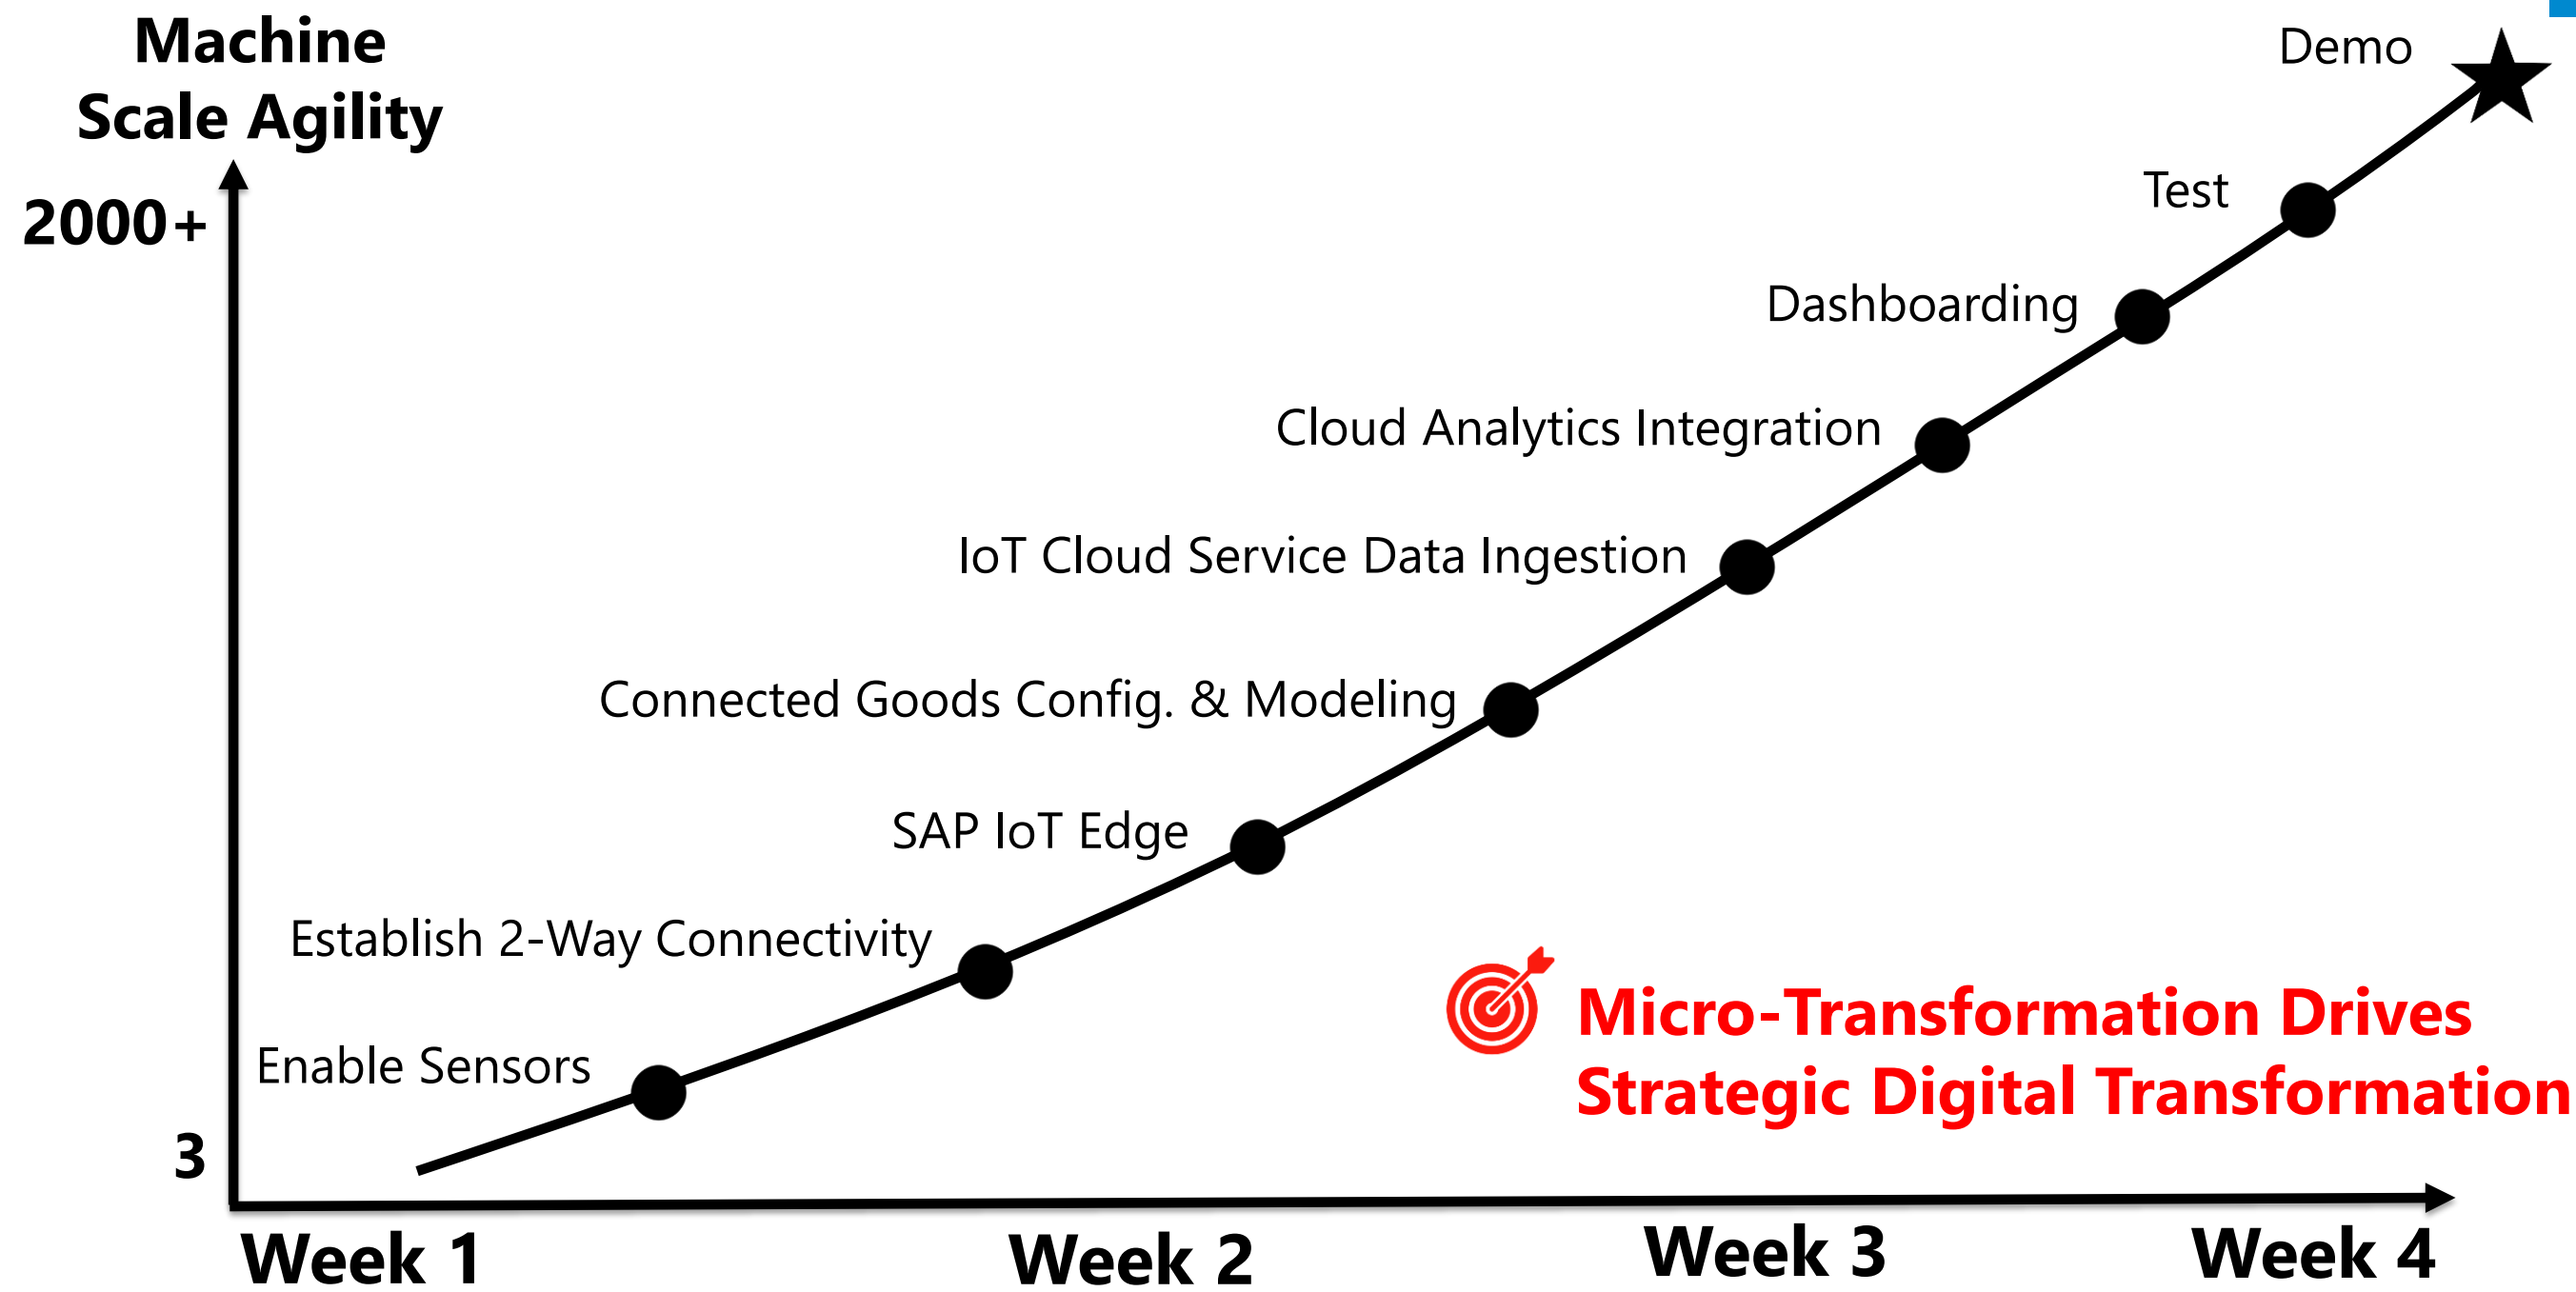 Machine
Scale Agility
2000+
Demo
Test
Dashboarding
Cloud Analytics Integration
IoT Cloud Service Data Ingestion
Connected Goods Config. & Modeling
SAP IoT Edge
Establish 2-Way Connectivity
Enable Sensors
Micro-Transformation Drives
Strategic Digital Transformation
3
Week 1
Week 2
Week 3
Week 4